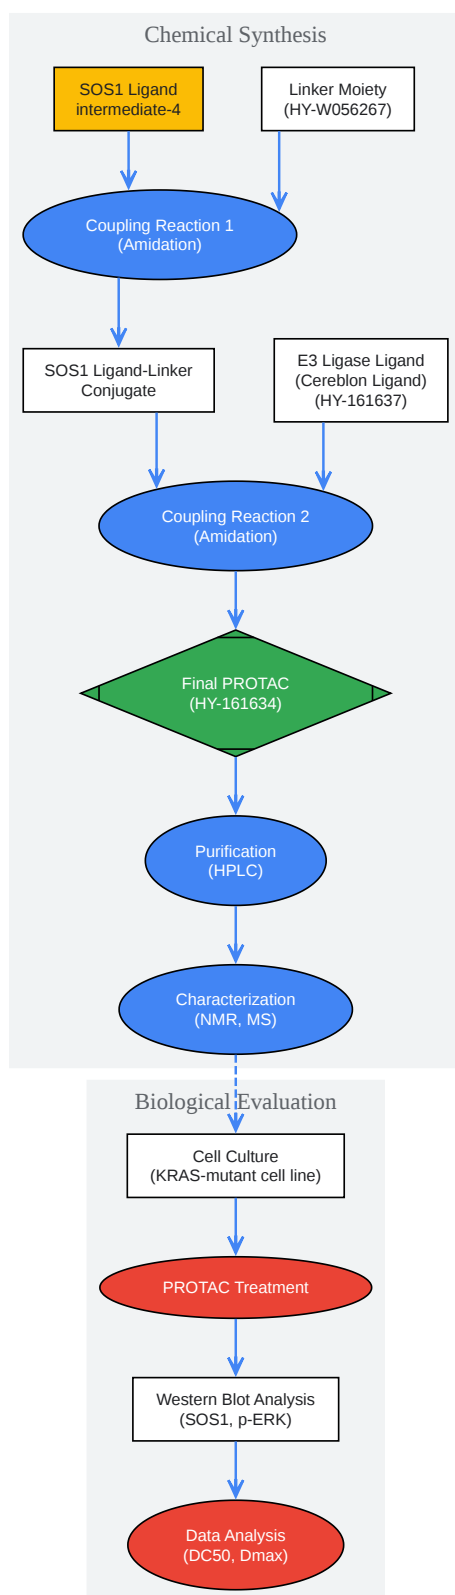 Chemical Synthesis
SOS1 Ligand
intermediate-4
Linker Moiety
(HY-W056267)
Coupling Reaction 1
(Amidation)
SOS1 Ligand-Linker
Conjugate
E3 Ligase Ligand
(Cereblon Ligand)
(HY-161637)
Coupling Reaction 2
(Amidation)
Final PROTAC
(HY-161634)
Purification
(HPLC)
Characterization
(NMR, MS)
Biological Evaluation
Cell Culture
(KRAS-mutant cell line)
PROTAC Treatment
Western Blot Analysis
(SOS1, p-ERK)
Data Analysis
(DC50, Dmax)